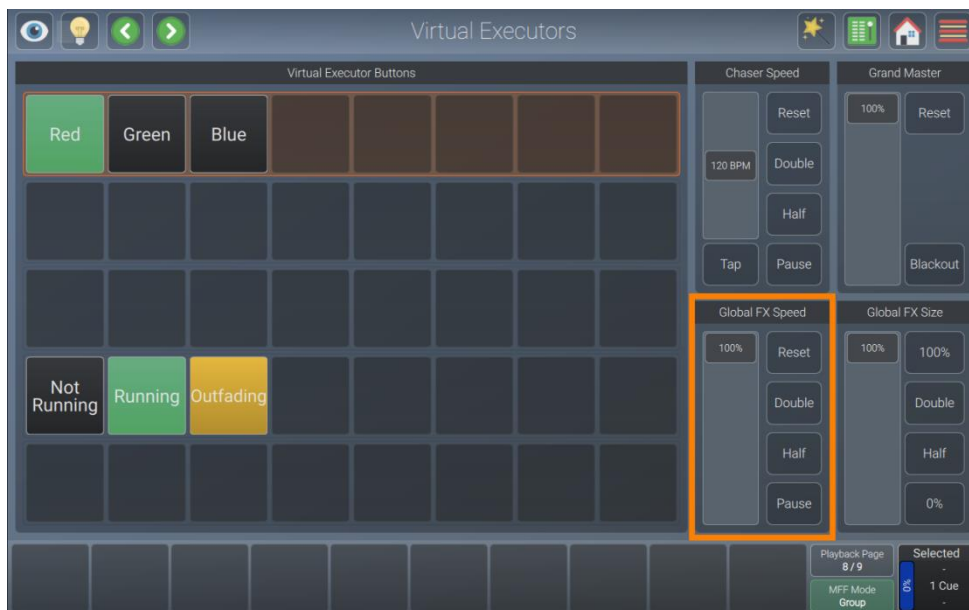 Virtual Executors
Virtual Executor Buttons
Red
Green
Blue
Not
Running
Running
Outfading
Chaser Speed
120 BPM
Reset
Double
Half
Tap
Pause
Grand Master
100%
Reset
Blackout
Global FX Speed
100%
Reset
Double
Half
Pause
Global FX Size
100%
100%
Double
Half
0%
Playback Page
8 / 9
MFF Mode
Group
Selected
-
0%
1 Cue
-